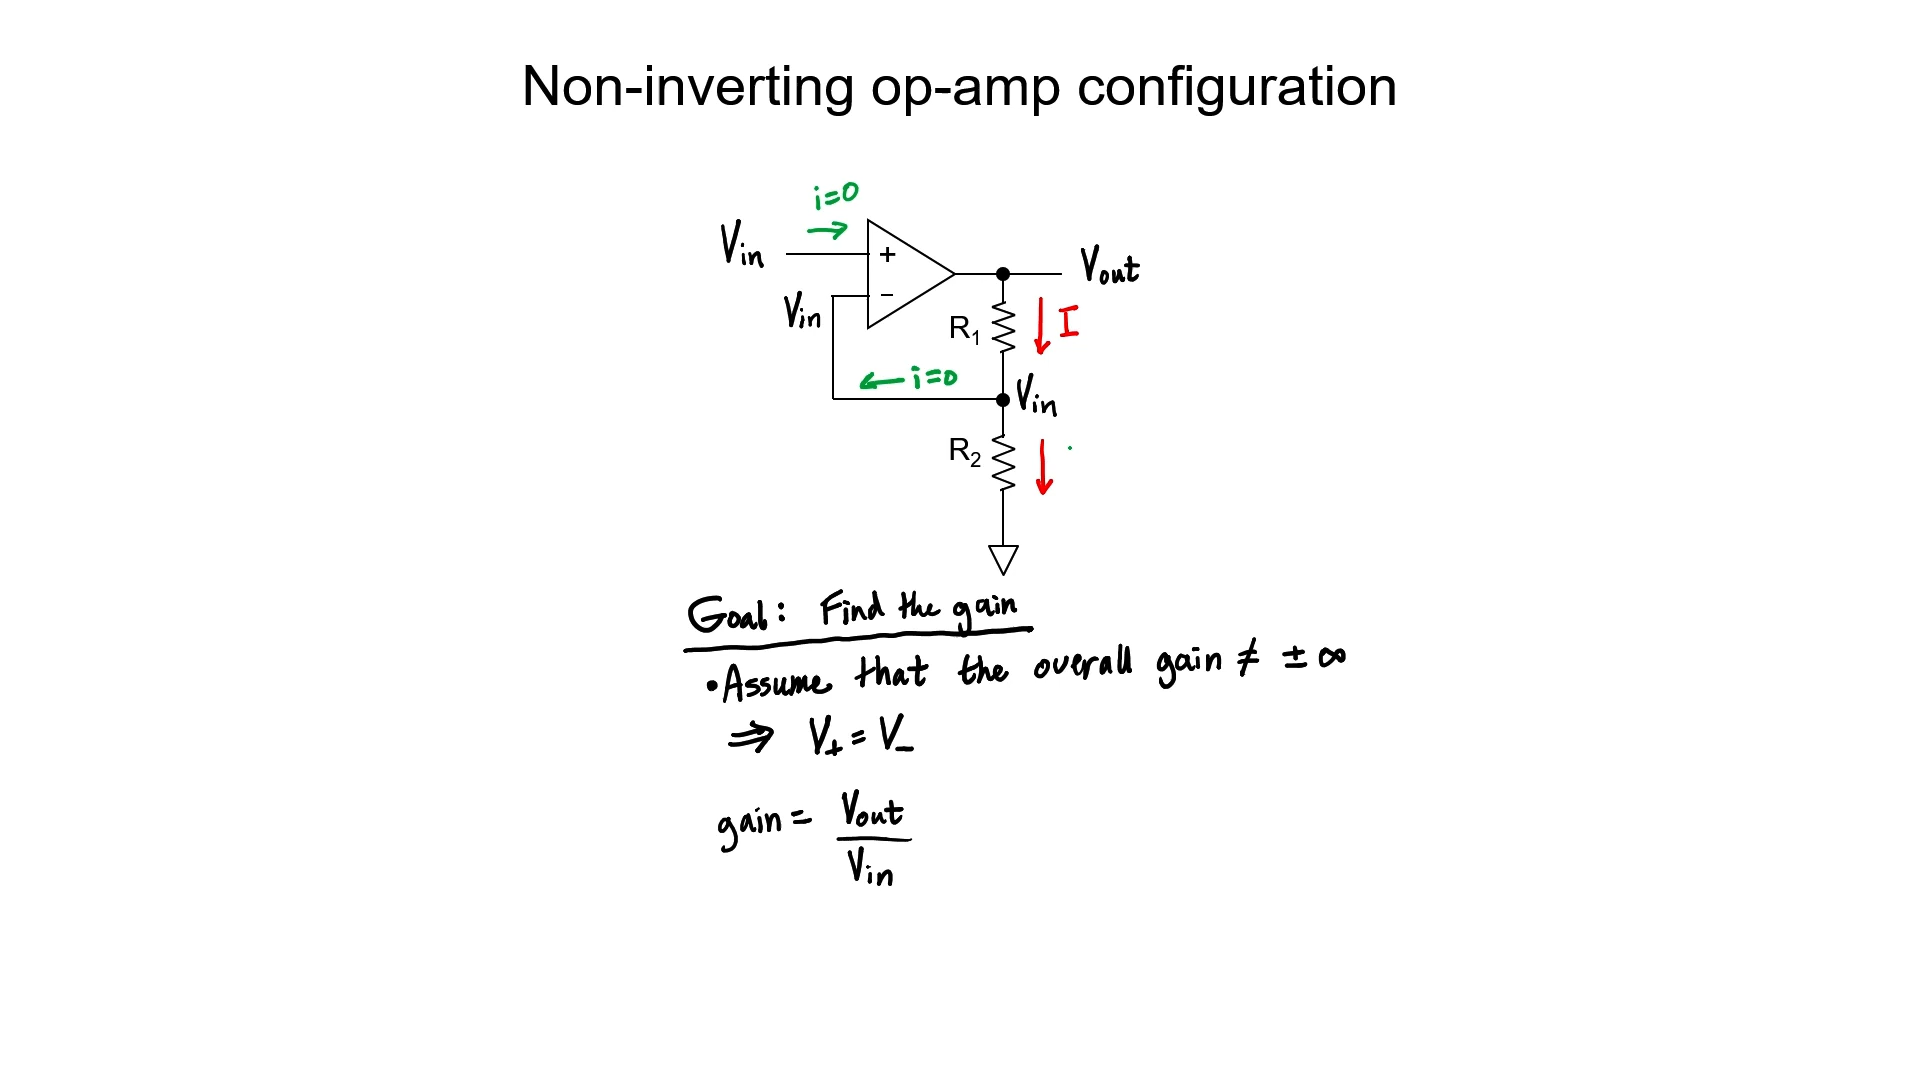 Non-inverting op-amp configuration
i=0
Vin
+
Vout
Vin
−
R1
I
i=0
Vin
R2
Goal: Find the gain
•Assume that the overall gain ≠ ±∞
⇒ V+ = V−
gain = Vout
Vin